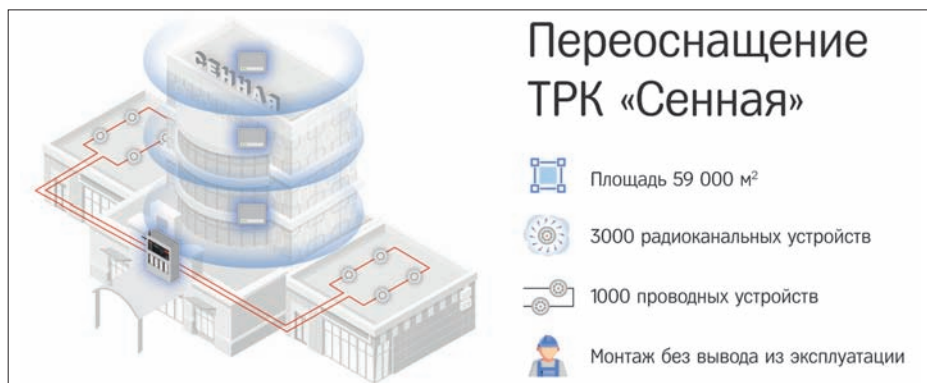 СЕННАЯ
Переоснащение
ТРК «Сенная»
Площадь 59 000 м²
3000 радиоканальных устройств
1000 проводных устройств
Монтаж без вывода из эксплуатации